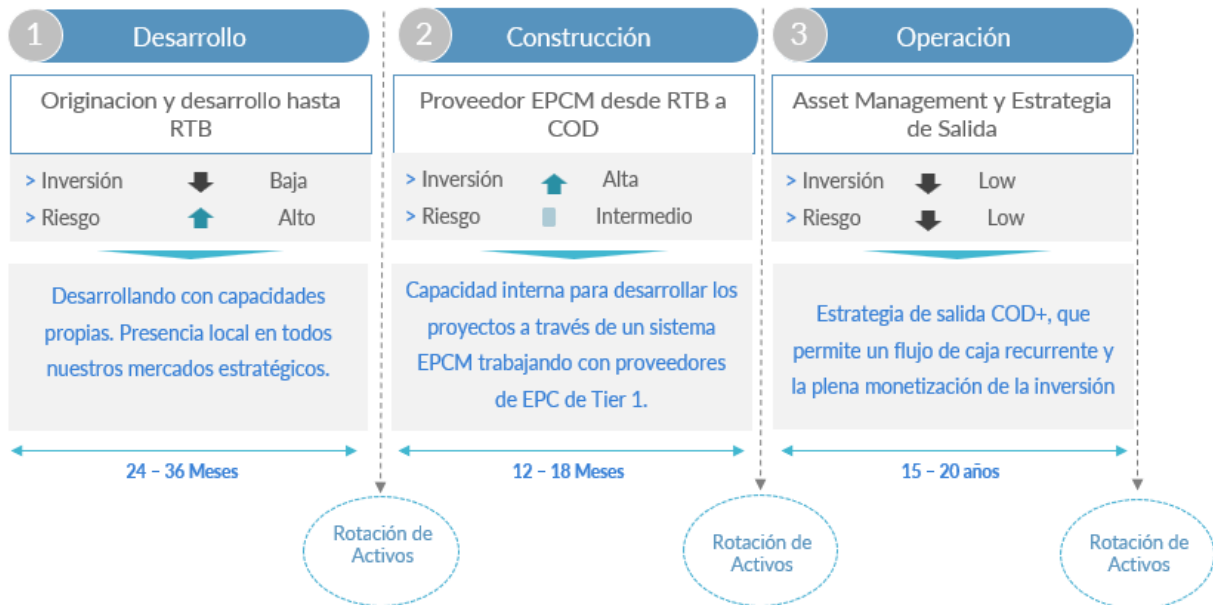 1 Desarrollo
Originacion y desarrollo hasta
RTB
> Inversión Baja
> Riesgo Alto
Desarrollando con capacidades
propias. Presencia local en todos
nuestros mercados estratégicos.
24 – 36 Meses
Rotación de
Activos
2 Construcción
Proveedor EPCM desde RTB a
COD
> Inversión Alta
> Riesgo Intermedio
Capacidad interna para desarrollar los
proyectos a través de un sistema
EPCM trabajando con proveedores
de EPC de Tier 1.
12 – 18 Meses
Rotación de
Activos
3 Operación
Asset Management y Estrategia
de Salida
> Inversión Low
> Riesgo Low
Estrategia de salida COD+, que
permite un flujo de caja recurrente y
la plena monetización de la inversión
15 – 20 años
Rotación de
Activos